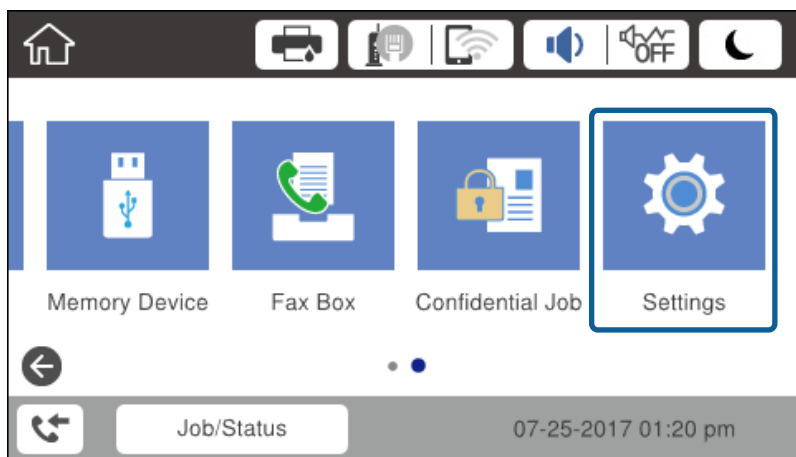 OFF
Memory Device
Fax Box
Confidential Job
Settings
Job/Status
07-25-2017 01:20 pm